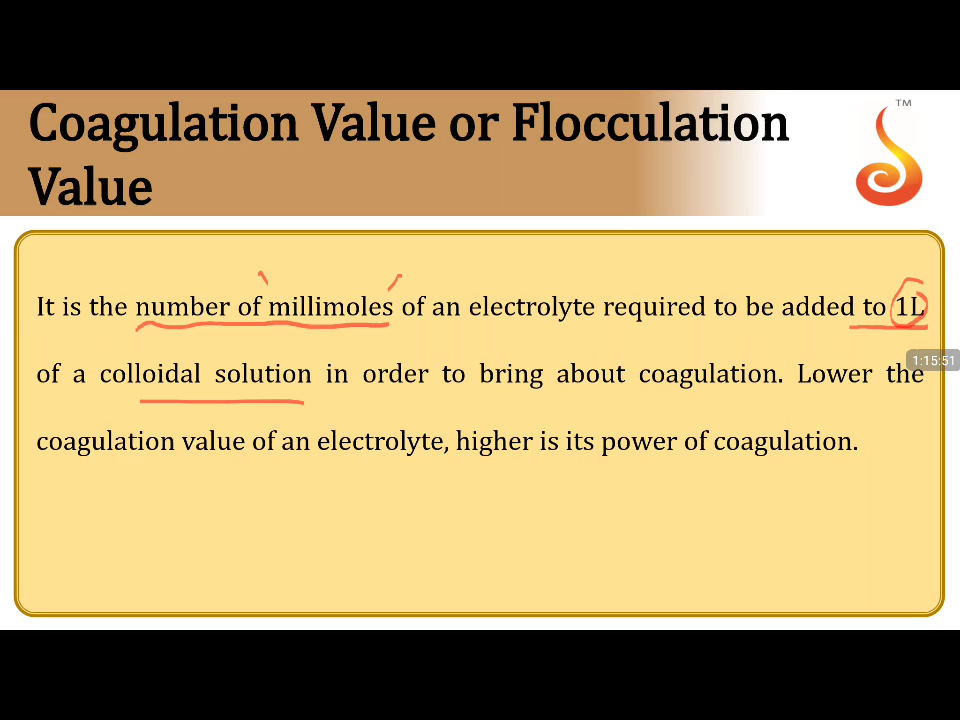 Coagulation Value or Flocculation
Value
TM
It is the number of millimoles of an electrolyte required to be added to 1L
1:15:51
of a colloidal solution in order to bring about coagulation. Lower the
coagulation value of an electrolyte, higher is its power of coagulation.